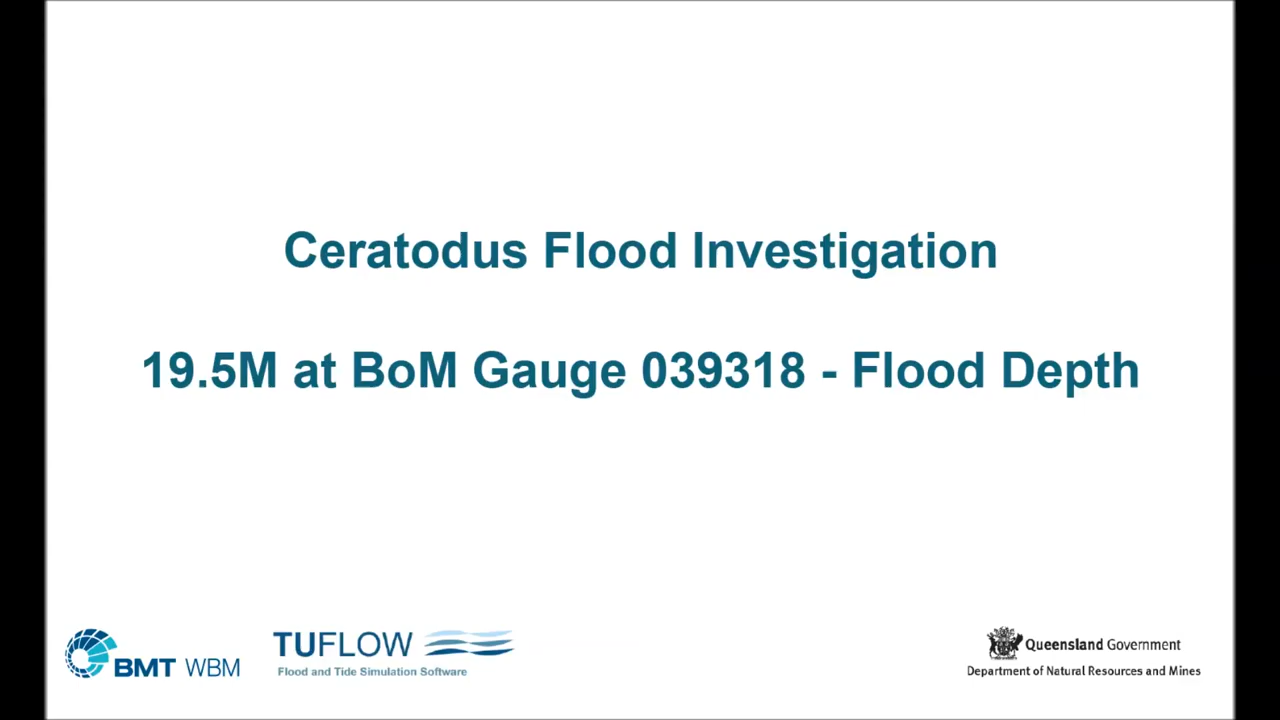 Ceratodus Flood Investigation
19.5M at BoM Gauge 039318 - Flood Depth
BMT WBM
TUFLOW
Flood and Tide Simulation Software
Queensland Government
Department of Natural Resources and Mines